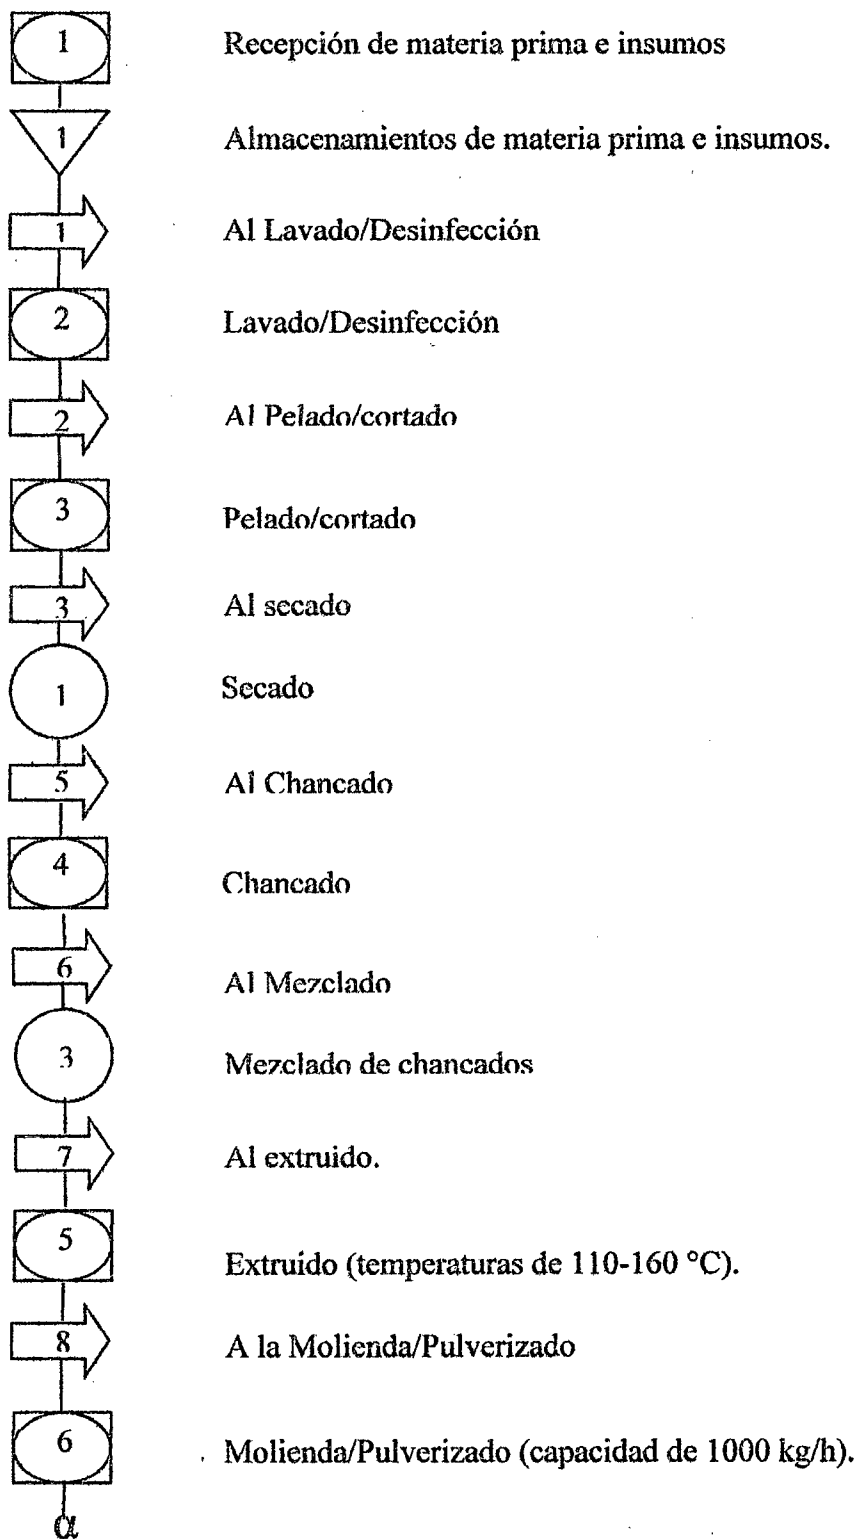 1 Recepción de materia prima e insumos
1 Almacenamientos de materia prima e insumos.
1 Al Lavado/Desinfección
2 Lavado/Desinfección
2 Al Pelado/cortado
3 Pelado/cortado
3 Al secado
1 Secado
5 Al Chancado
4 Chancado
6 Al Mezclado
3 Mezclado de chancados
7 Al extruido.
5 Extruido (temperaturas de 110-160 °C).
8 A la Molienda/Pulverizado
6 Molienda/Pulverizado (capacidad de 1000 kg/h).
α